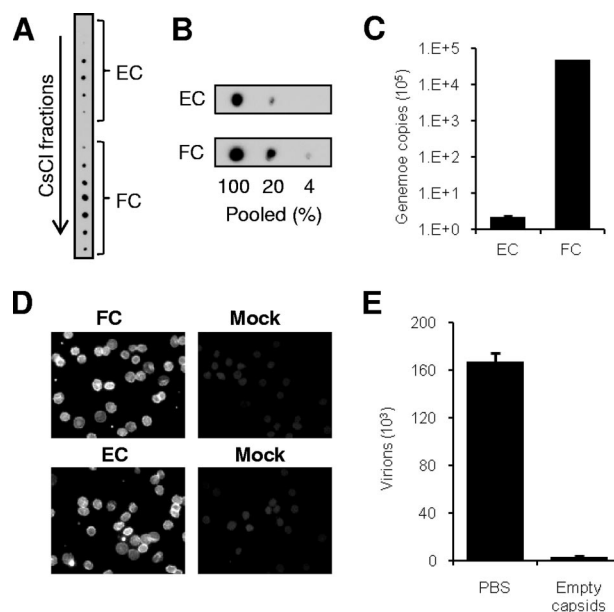 A
CsCl fractions
EC
FC
B
EC
FC
100 20 4
Pooled (%)
C
Genemoe copies (10⁵)
1.E+5
1.E+4
1.E+3
1.E+2
1.E+1
1.E+0
EC FC
D
FC Mock
EC Mock
E
Virions (10³)
200
160
120
80
40
0
PBS Empty
capsids